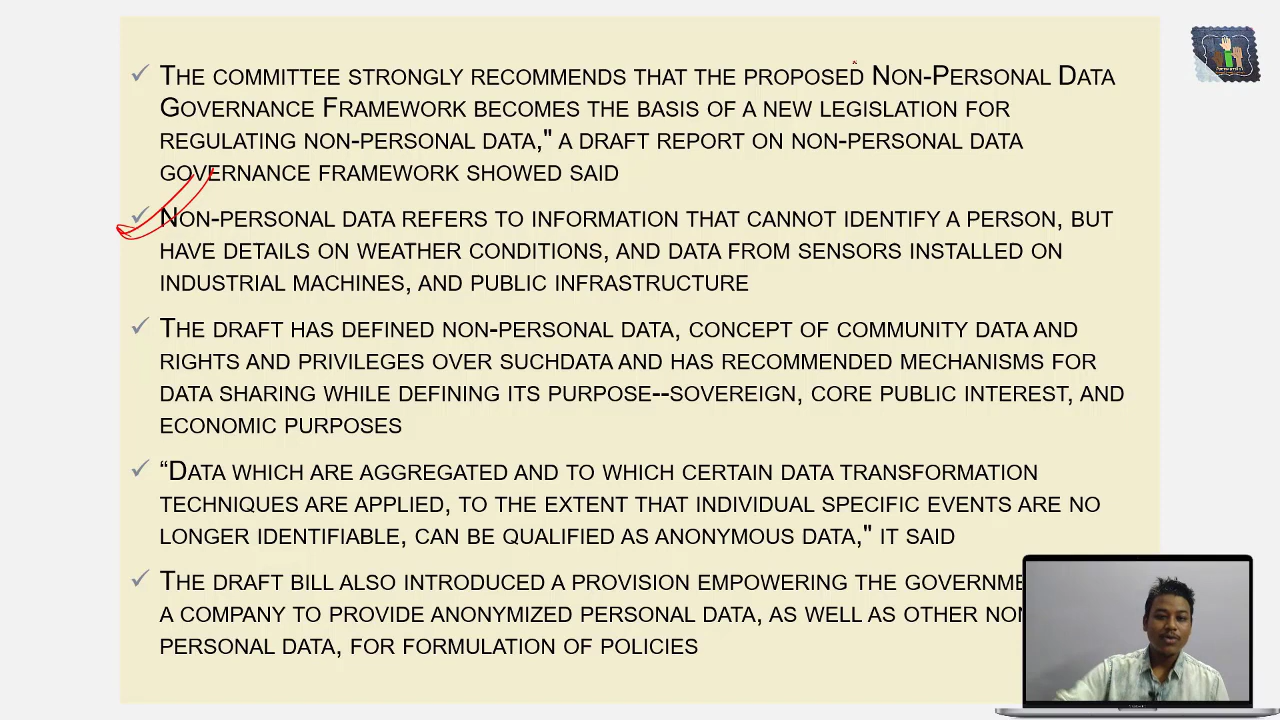 The committee strongly recommends that the proposed Non-Personal Data
Governance Framework becomes the basis of a new legislation for
regulating non-personal data," a draft report on non-personal data
governance framework showed said
Non-personal data refers to information that cannot identify a person, but
have details on weather conditions, and data from sensors installed on
industrial machines, and public infrastructure
The draft has defined non-personal data, concept of community data and
rights and privileges over suchdata and has recommended mechanisms for
data sharing while defining its purpose--sovereign, core public interest, and
economic purposes
“Data which are aggregated and to which certain data transformation
techniques are applied, to the extent that individual specific events are no
longer identifiable, can be qualified as anonymous data," it said
The draft bill also introduced a provision empowering the
a company to provide anonymized personal data, as well as other
personal data, for formulation of policies